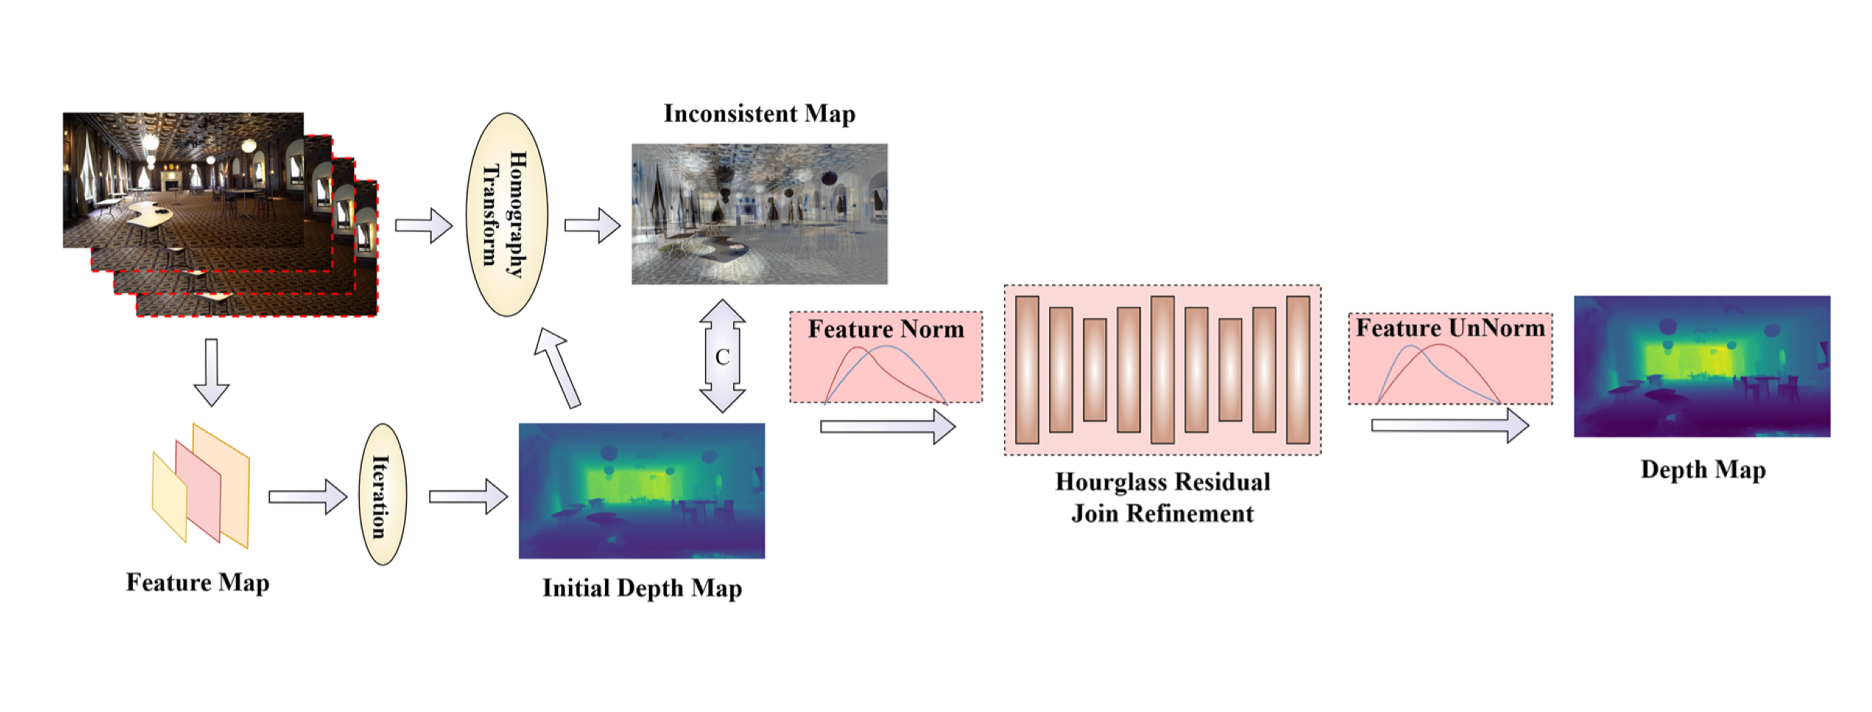 Inconsistent Map
Homography
Transform
C
Feature Norm
Feature UnNorm
Iteration
Feature Map
Initial Depth Map
Hourglass Residual
Join Refinement
Depth Map